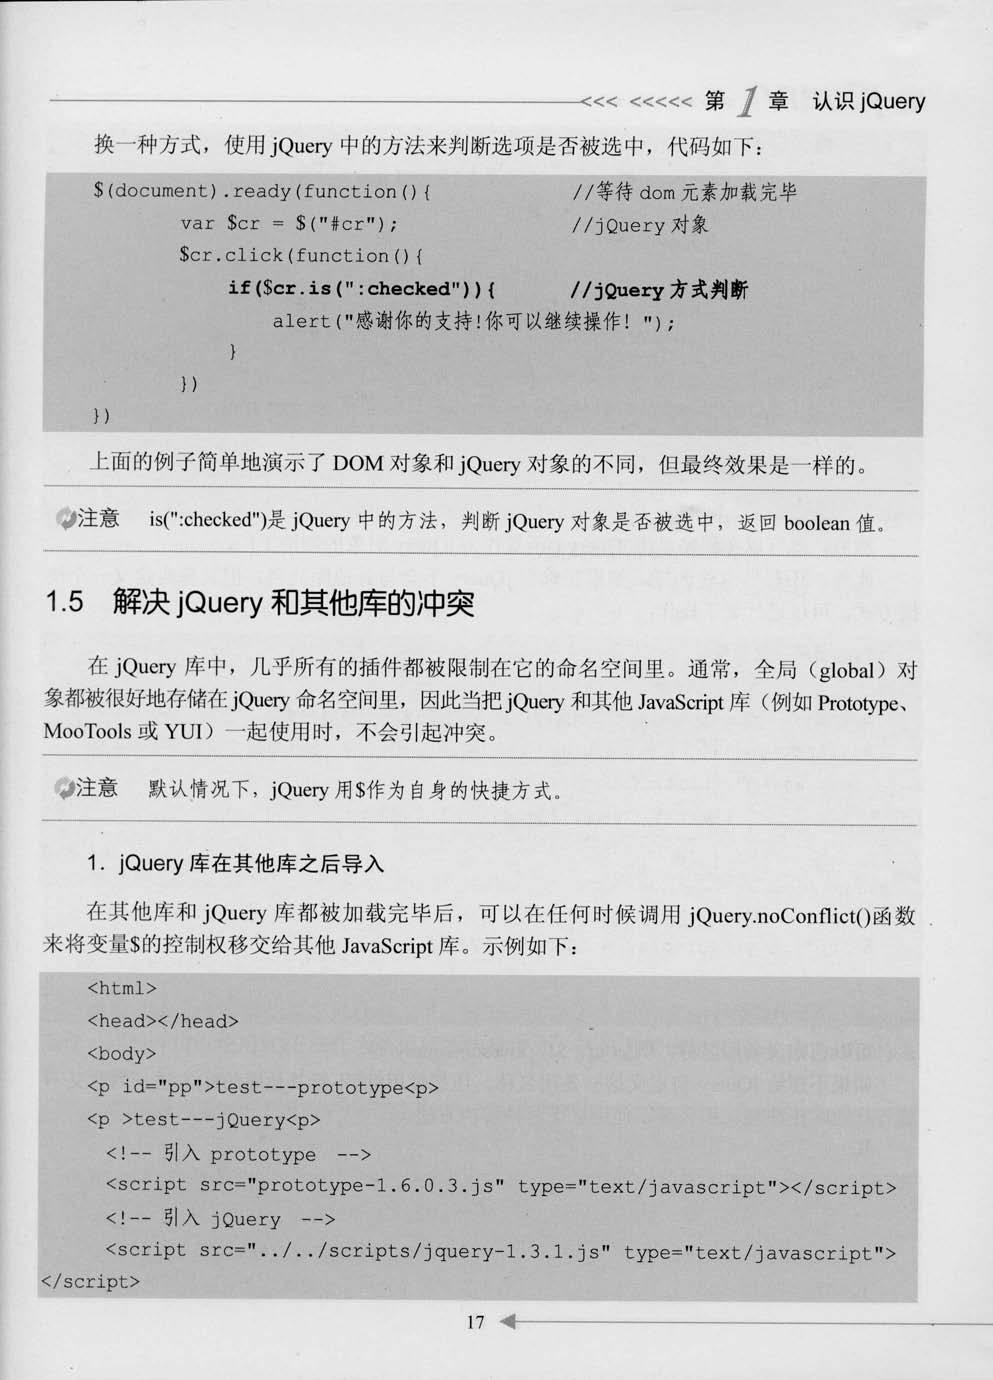 <<< <<<<< 第 1 章 认识 jQuery
换一种方式，使用 jQuery 中的方法来判断选项是否被选中，代码如下：
$(document).ready(function(){ //等待 dom 元素加载完毕
var $cr = $("#cr"); //jQuery 对象
$cr.click(function(){
if($cr.is(":checked")){ //jQuery 方式判断
alert("感谢你的支持!你可以继续操作! ");
}
})
})
上面的例子简单地演示了 DOM 对象和 jQuery 对象的不同，但最终效果是一样的。
注意 is(":checked")是 jQuery 中的方法，判断 jQuery 对象是否被选中，返回 boolean 值。
1.5 解决 jQuery 和其他库的冲突
在 jQuery 库中，几乎所有的插件都被限制在它的命名空间里。通常，全局（global）对
象都被很好地存储在 jQuery 命名空间里，因此当把 jQuery 和其他 JavaScript 库（例如 Prototype、
MooTools 或 YUI）一起使用时，不会引起冲突。
注意 默认情况下，jQuery 用$作为自身的快捷方式。
1．jQuery 库在其他库之后导入
在其他库和 jQuery 库都被加载完毕后，可以在任何时候调用 jQuery.noConflict()函数
来将变量$的控制权移交给其他 JavaScript 库。示例如下：
<html>
<head></head>
<body>
<p id="pp">test---prototype<p>
<p >test---jQuery<p>
<!-- 引入 prototype -->
<script src="prototype-1.6.0.3.js" type="text/javascript"></script>
<!-- 引入 jQuery -->
<script src="../../scripts/jquery-1.3.1.js" type="text/javascript">
</script>
17